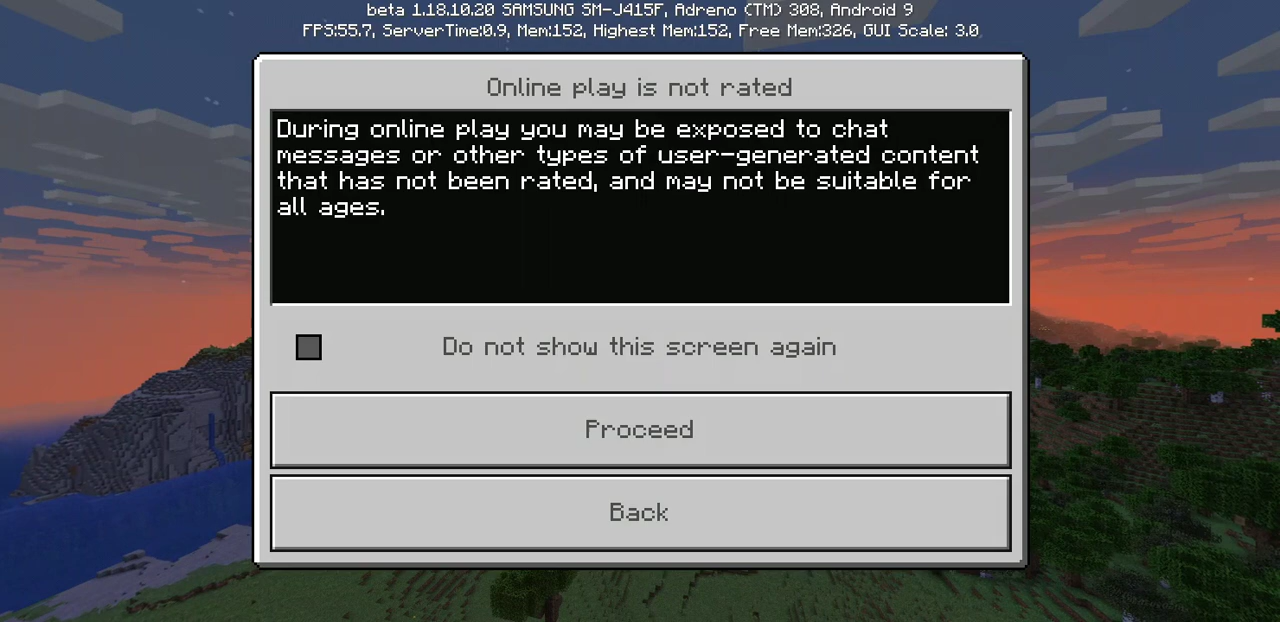 beta 1.18.10.20 SAMSUNG SM-J415F, Adreno (TM) 308, Android 9
FPS:55.7, ServerTime:0.9, Mem:152, Highest Mem:152, Free Mem:326, GUI Scale: 3.0
Online play is not rated
During online play you may be exposed to chat
messages or other types of user-generated content
that has not been rated, and may not be suitable for
all ages.
Do not show this screen again
Proceed
Back